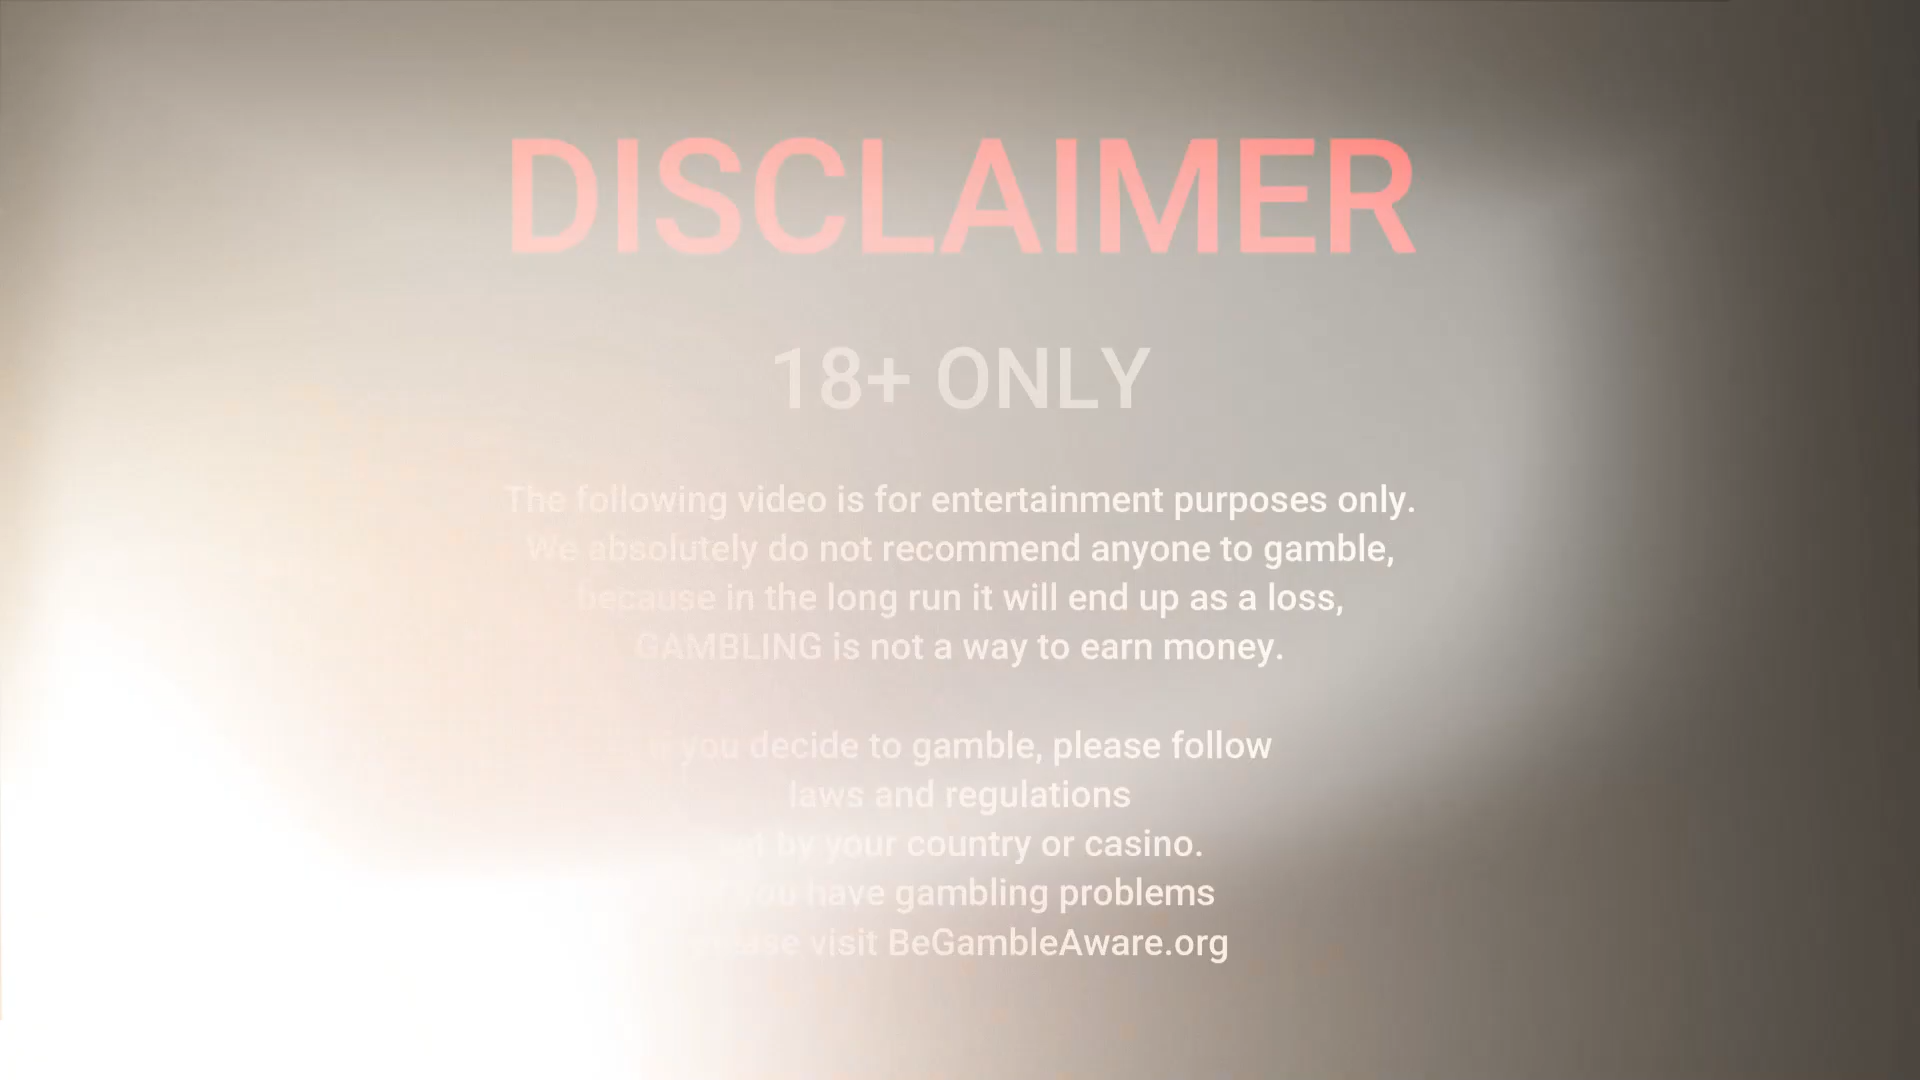 DISCLAIMER
18+ ONLY
The following video is for entertainment purposes only.
We absolutely do not recommend anyone to gamble,
because in the long run it will end up as a loss,
GAMBLING is not a way to earn money.
you decide to gamble, please follow
laws and regulations
by your country or casino.
you have gambling problems
visit BeGambleAware.org